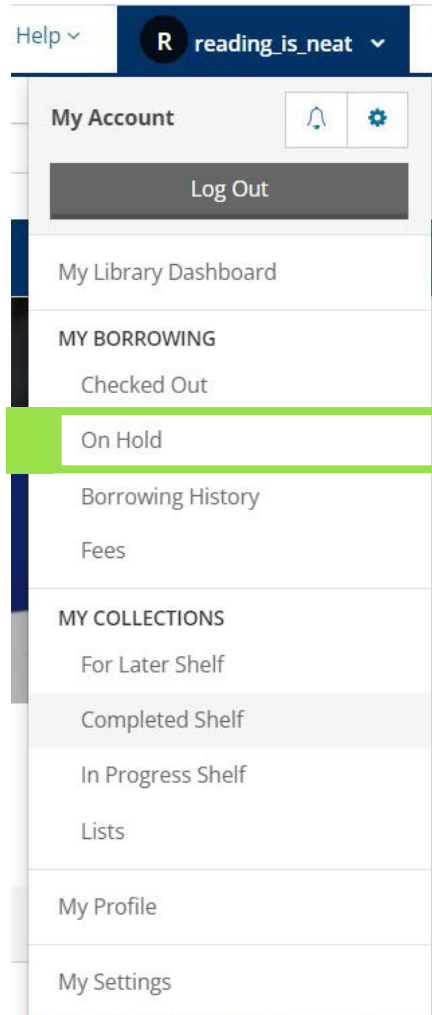 Help
R reading_is_neat
My Account
Log Out
My Library Dashboard
MY BORROWING
Checked Out
On Hold
Borrowing History
Fees
MY COLLECTIONS
For Later Shelf
Completed Shelf
In Progress Shelf
Lists
My Profile
My Settings